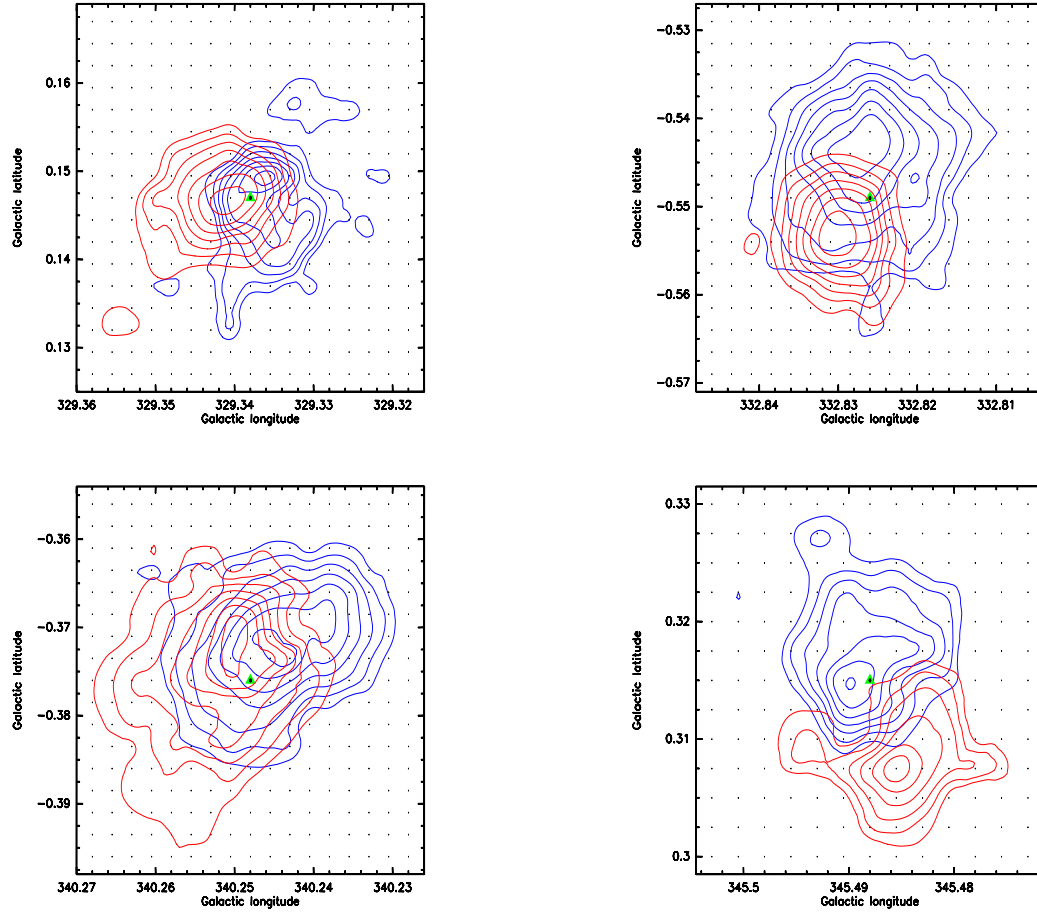 0.16
0.15
0.14
0.13
Galactic latitude
329.36 329.35 329.34 329.33 329.32
Galactic longitude
−0.53
−0.54
−0.55
−0.56
−0.57
Galactic latitude
332.84 332.83 332.82 332.81
Galactic longitude
−0.36
−0.37
−0.38
−0.39
Galactic latitude
340.27 340.26 340.25 340.24 340.23
Galactic longitude
0.33
0.32
0.31
0.3
Galactic latitude
345.5 345.49 345.48
Galactic longitude